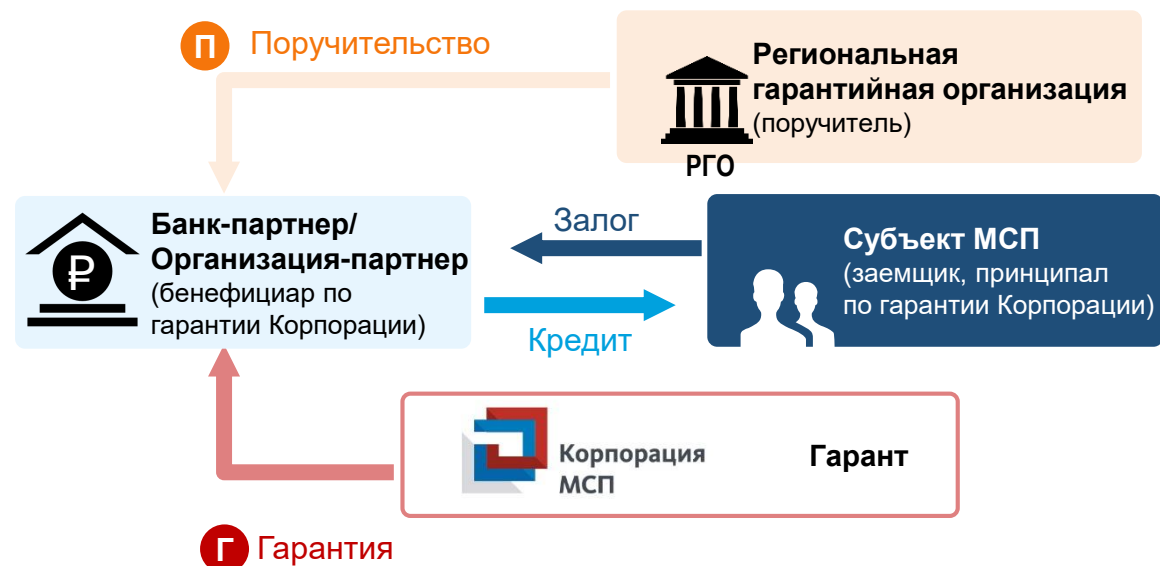 П Поручительство
Региональная
гарантийная организация
(поручитель)
РГО
Банк-партнер/
Организация-партнер
(бенефициар по
гарантии Корпорации)
₽
Залог
Кредит
Субъект МСП
(заемщик, принципал
по гарантии Корпорации)
Корпорация
МСП
Гарант
Г Гарантия